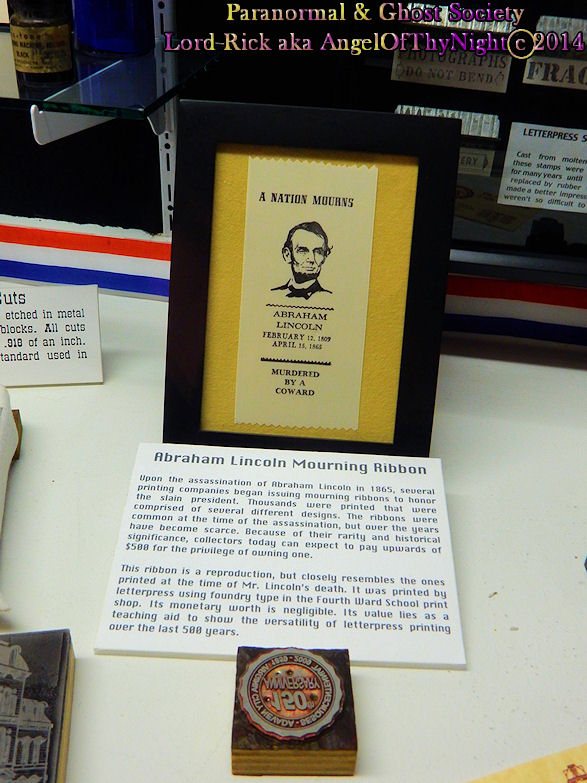 Paranormal & Ghost Society
Lord Rick aka AngelOfThyNight © 2014
BLACK
PHOTOGRAPHS
DO NOT BEND
FRA
LETTERPRESS S
Cast from molten
these stamps were
for many years until
replaced by rubber
made a better impress
weren't so difficult to
A NATION MOURNS
ABRAHAM
LINCOLN
FEBRUARY 12, 1809
APRIL 15, 1865
MURDERED
BY A
COWARD
Cuts
etched in metal
blocks. All cuts
.918 of an inch.
standard used in
Abraham Lincoln Mourning Ribbon
Upon the assassination of Abraham Lincoln in 1865, several
printing companies began issuing mourning ribbons to honor
the slain president. Thousands were printed that were
comprised of several different designs. The ribbons were
common at the time of the assassination, but over the years
have become scarce. Because of their rarity and historical
significance, collectors today can expect to pay upwards of
$500 for the privilege of owning one.
This ribbon is a reproduction, but closely resembles the ones
printed at the time of Mr. Lincoln's death. It was printed by
letterpress using foundry type in the Fourth Ward School print
shop. Its monetary worth is negligible. Its value lies as a
teaching aid to show the versatility of letterpress printing
over the last 500 years.
ANNIVERSARY
150th